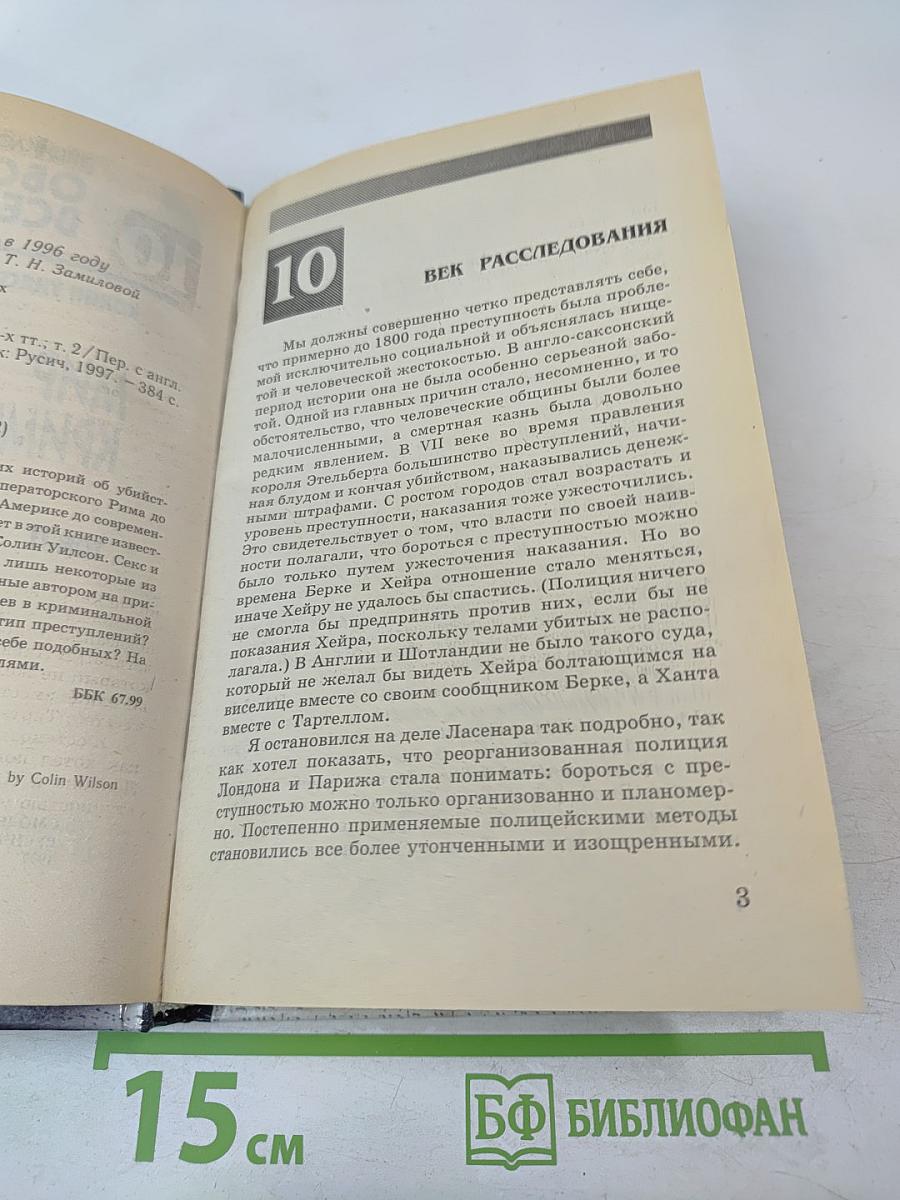 в 1996 году
Т. Н. Замиловой
х
-х тт.; т. 2/Пер. с англ.
к: Русич, 1997. – 384 с.
)
их историй об убийст-
ператорского Рима до
Америке до современ-
ет в этой книге извест-
Колин Уилсон. Секс и
лишь некоторые из
ные автором на при-
ев в криминальной
тип преступлений?
себе подобных? На
лями.
ББК 67.99
by Colin Wilson
10
ВЕК РАССЛЕДОВАНИЯ
Мы должны совершенно четко представлять себе,
что примерно до 1800 года преступность была пробле-
мой исключительно социальной и объяснялась нище-
той и человеческой жестокостью. В англо-саксонский
период истории она не была особенно серьезной забо-
той. Одной из главных причин стало, несомненно, и то
обстоятельство, что человеческие общины были более
малочисленными, а смертная казнь была довольно
редким явлением. В VII веке во время правления
короля Этельберта большинство преступлений, начи-
ная блудом и кончая убийством, наказывались денеж-
ными штрафами. С ростом городов стал возрастать и
уровень преступности, наказания тоже ужесточились.
Это свидетельствует о том, что власти по своей наив-
ности полагали, что бороться с преступностью можно
было только путем ужесточения наказания. Но во
времена Берке и Хейра отношение стало меняться,
иначе Хейру не удалось бы спастись. (Полиция ничего
не смогла бы предпринять против них, если бы не
показания Хейра, поскольку телами убитых не распо-
лагала.) В Англии и Шотландии не было такого суда,
который не желал бы видеть Хейра болтающимся на
виселице вместе со своим сообщником Берке, а Ханта
вместе с Тартеллом.
Я остановился на деле Ласенара так подробно, так
как хотел показать, что реорганизованная полиция
Лондона и Парижа стала понимать: бороться с пре-
ступностью можно только организованно и планомер-
но. Постепенно применяемые полицейскими методы
становились все более утонченными и изощренными.
3
15 см
БФ БИБЛИОФАН